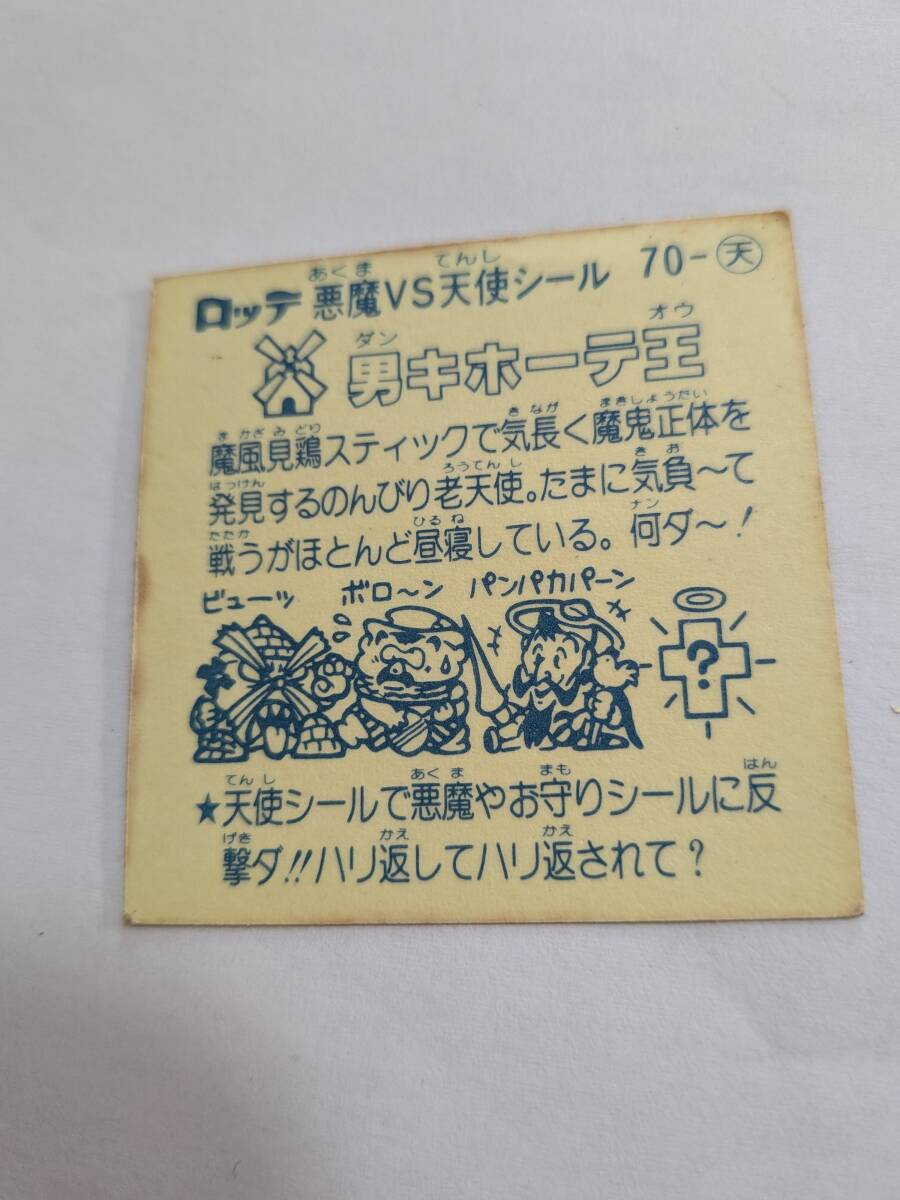 ロッテ 悪魔VS天使シール 70-天
男キホーテ王
魔風見鶏スティックで気長く魔鬼正体を
発見するのんびり老天使。たまに気負〜て
戦うがほとんど昼寝している。何ダ〜!
ビューッ ボロ〜ン パンパカパーン
?
★天使シールで悪魔やお守りシールに反
撃ダ!!ハリ返してハリ返されて?